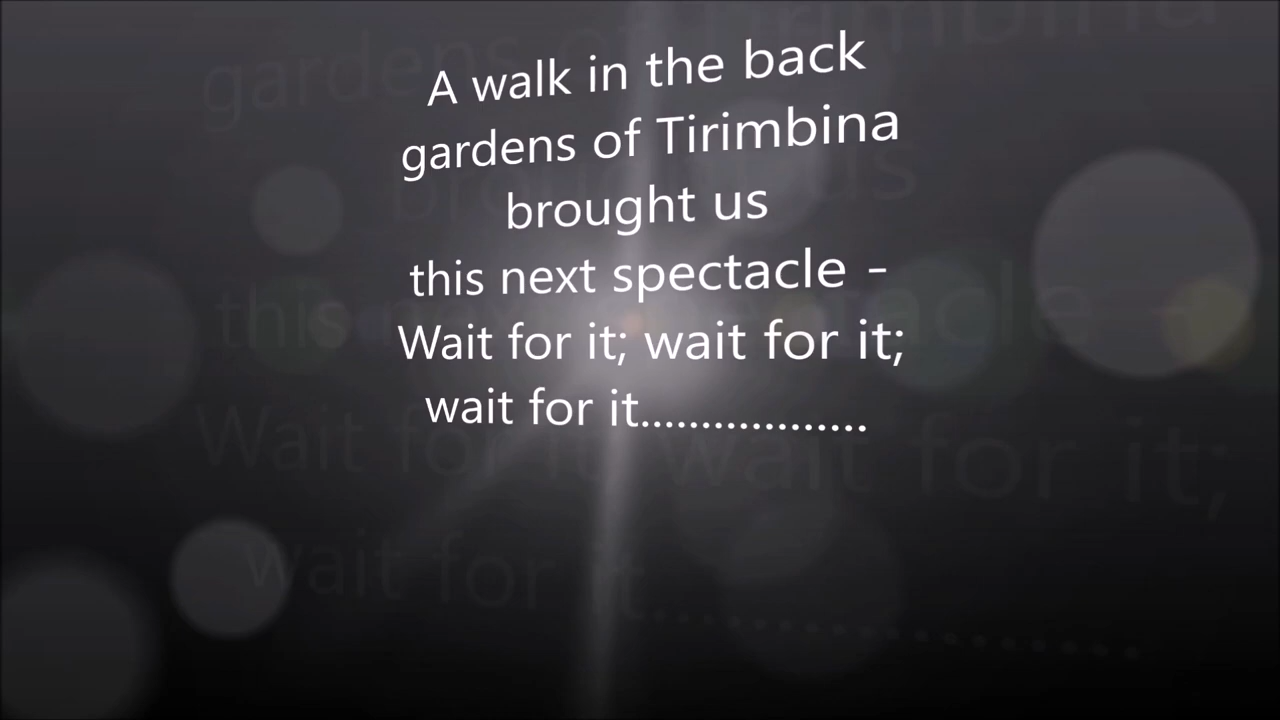 A walk in the back
gardens of Tirimbina
brought us
this next spectacle -
Wait for it; wait for it;
wait for it..................